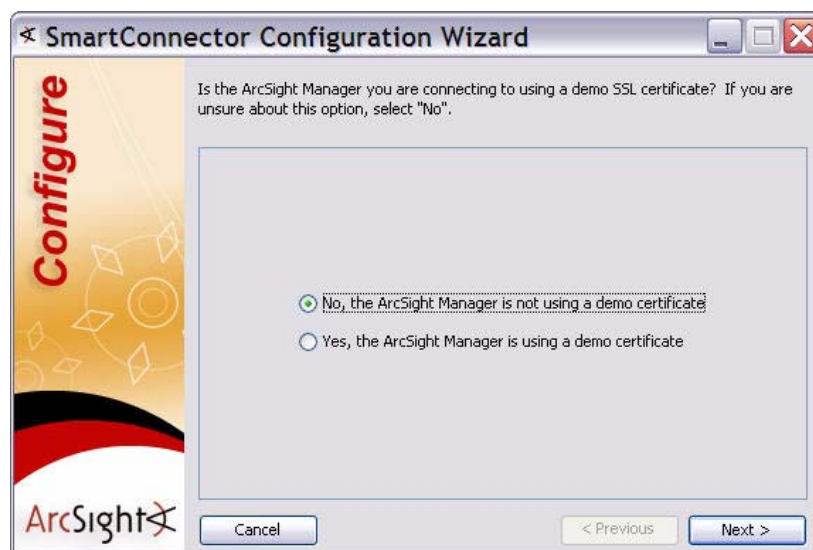 SmartConnector Configuration Wizard
Configure
Is the ArcSight Manager you are connecting to using a demo SSL certificate? If you are
unsure about this option, select "No".
No, the ArcSight Manager is not using a demo certificate
Yes, the ArcSight Manager is using a demo certificate
ArcSight
Cancel
< Previous
Next >